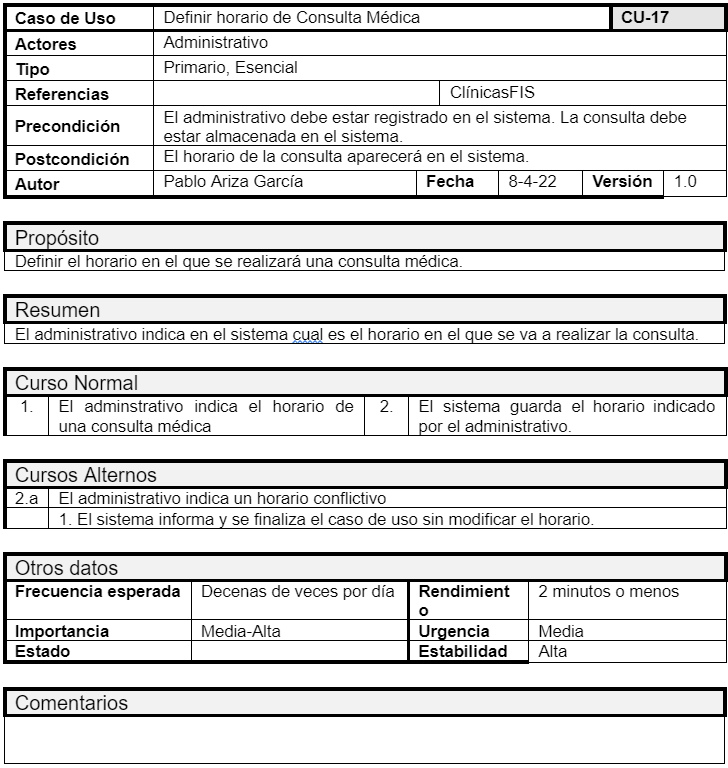 Caso de Uso Definir horario de Consulta Médica CU-17
Actores Administrativo
Tipo Primario, Esencial
Referencias ClínicasFIS
Precondición El administrativo debe estar registrado en el sistema. La consulta debe
estar almacenada en el sistema.
Postcondición El horario de la consulta aparecerá en el sistema.
Autor Pablo Ariza García Fecha 8-4-22 Versión 1.0
Propósito
Definir el horario en el que se realizará una consulta médica.
Resumen
El administrativo indica en el sistema cual es el horario en el que se va a realizar la consulta.
Curso Normal
1. El adminstrativo indica el horario de
una consulta médica
2. El sistema guarda el horario indicado
por el administrativo.
Cursos Alternos
2.a El administrativo indica un horario conflictivo
1. El sistema informa y se finaliza el caso de uso sin modificar el horario.
Otros datos
Frecuencia esperada Decenas de veces por día Rendimient
o 2 minutos o menos
Importancia Media-Alta Urgencia Media
Estado Estabilidad Alta
Comentarios